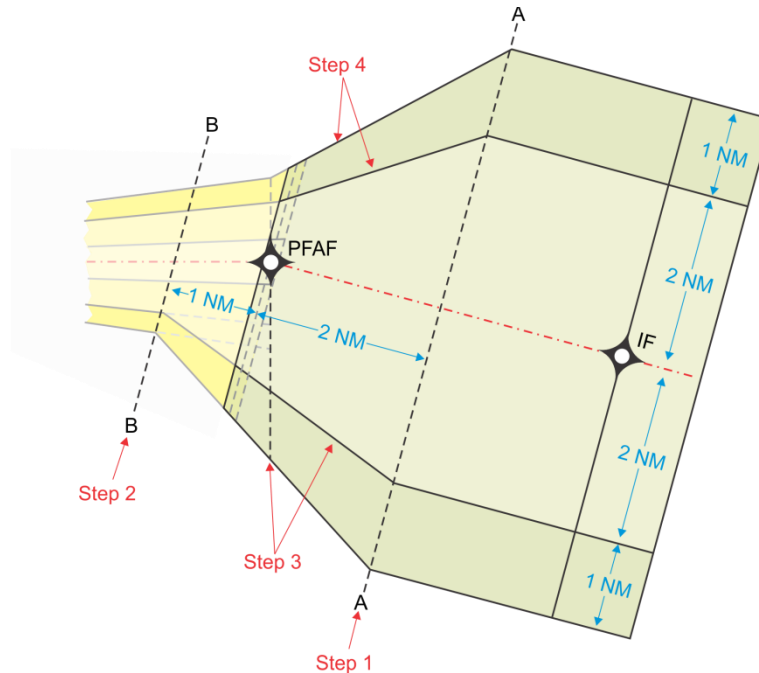 A
Step 4
B
1 NM
PFAF
2 NM
1 NM
2 NM
IF
2 NM
B
Step 2
Step 3
1 NM
A
Step 1